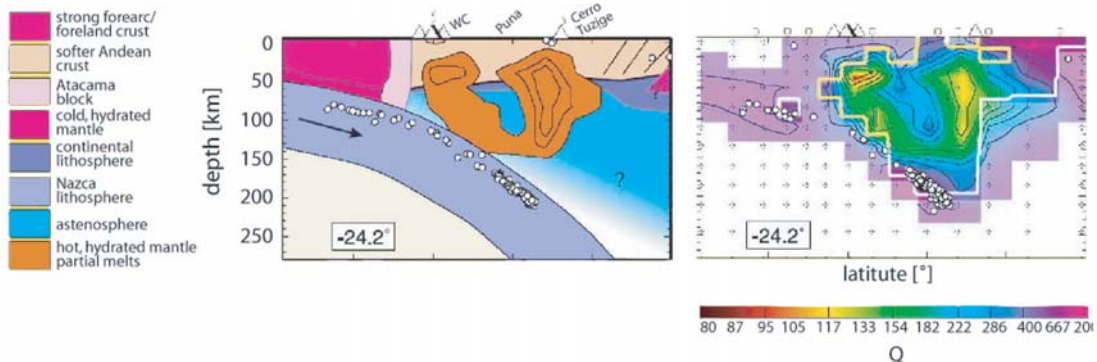 strong forearc/
foreland crust
softer Andean
crust
Atacama
block
cold, hydrated
mantle
continental
lithosphere
Nazca
lithosphere
astenosphere
hot, hydrated mantle
partial melts
WC
Puna
Cerro
Tuzige
depth [km]
0
50
100
150
200
250
?
?
-24.2°
-24.2°
latitute [°]
80 87 95 105 117 133 154 182 222 286 400 667 200
Q